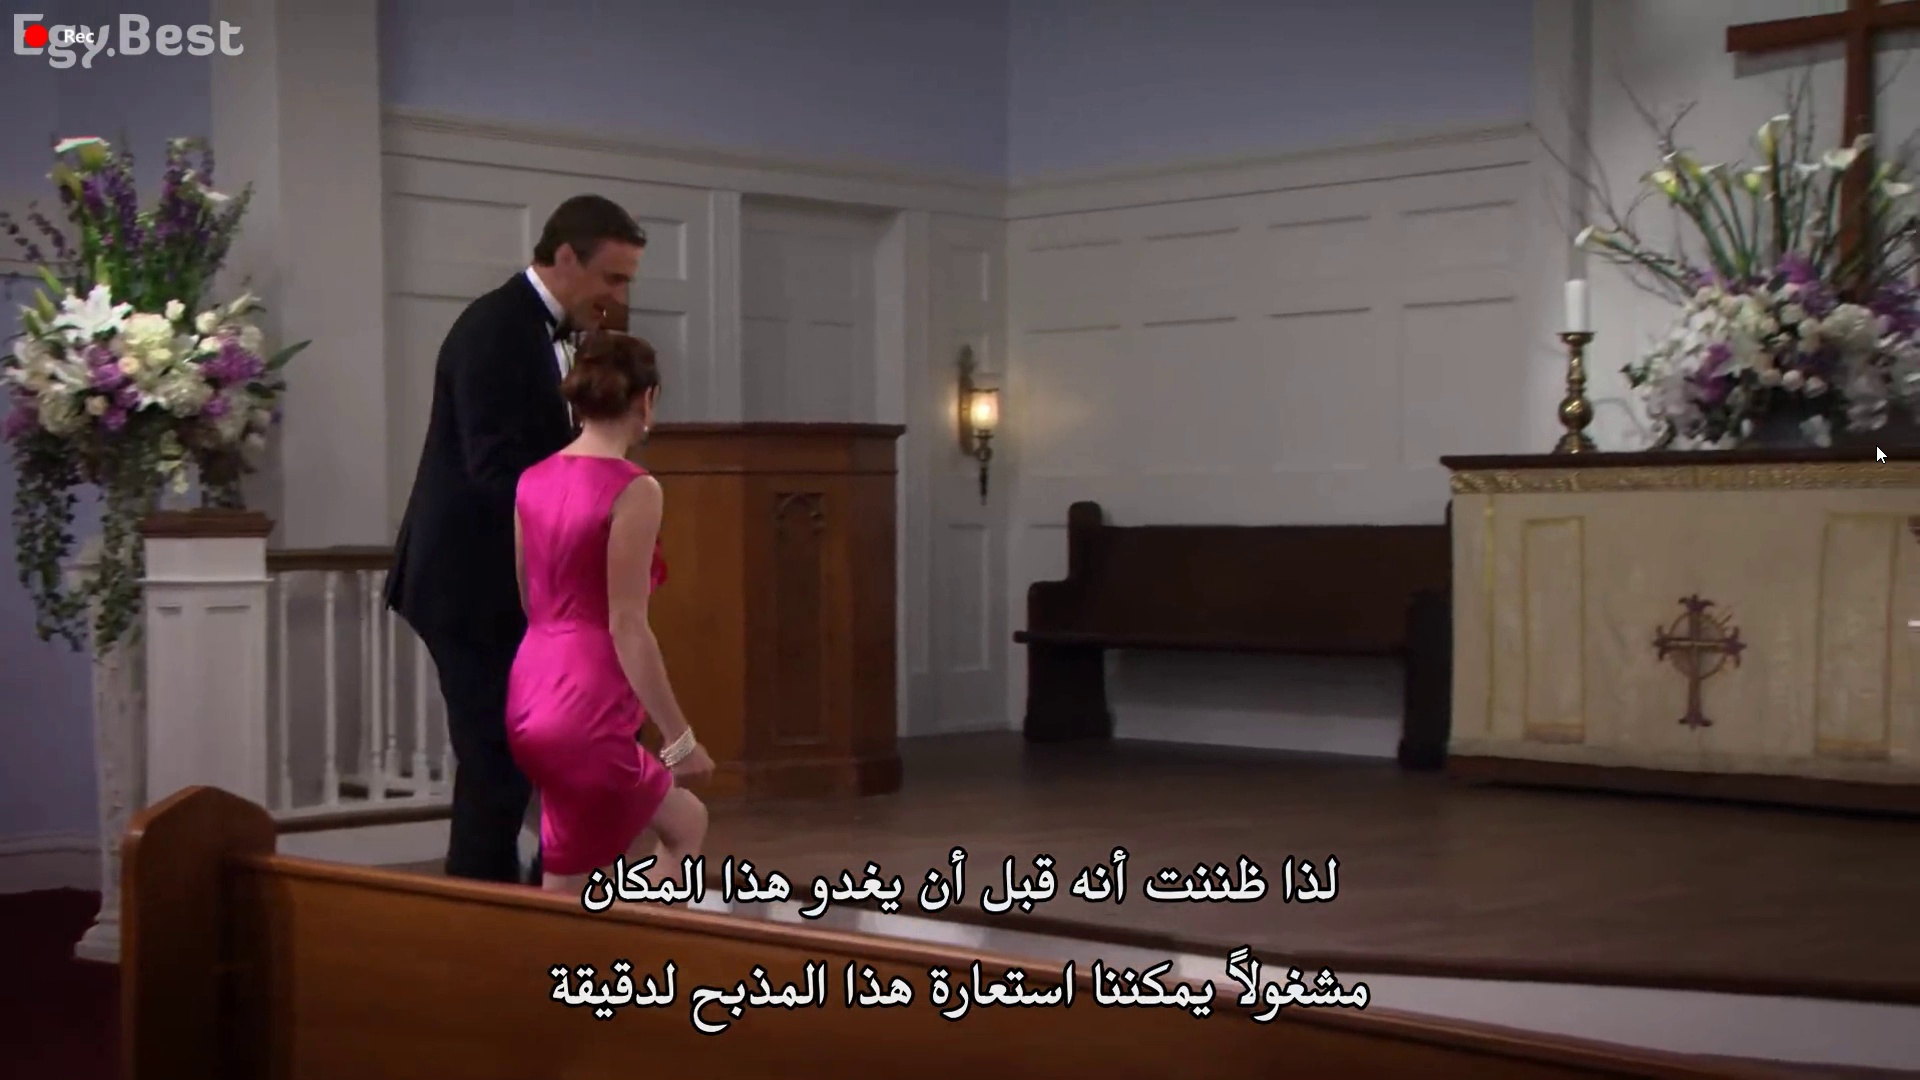 Egy.Best
Rec
لذا ظننت أنه قبل أن يغدو هذا المكان
مشغولاً يمكننا استعارة هذا المذبح لدقيقة